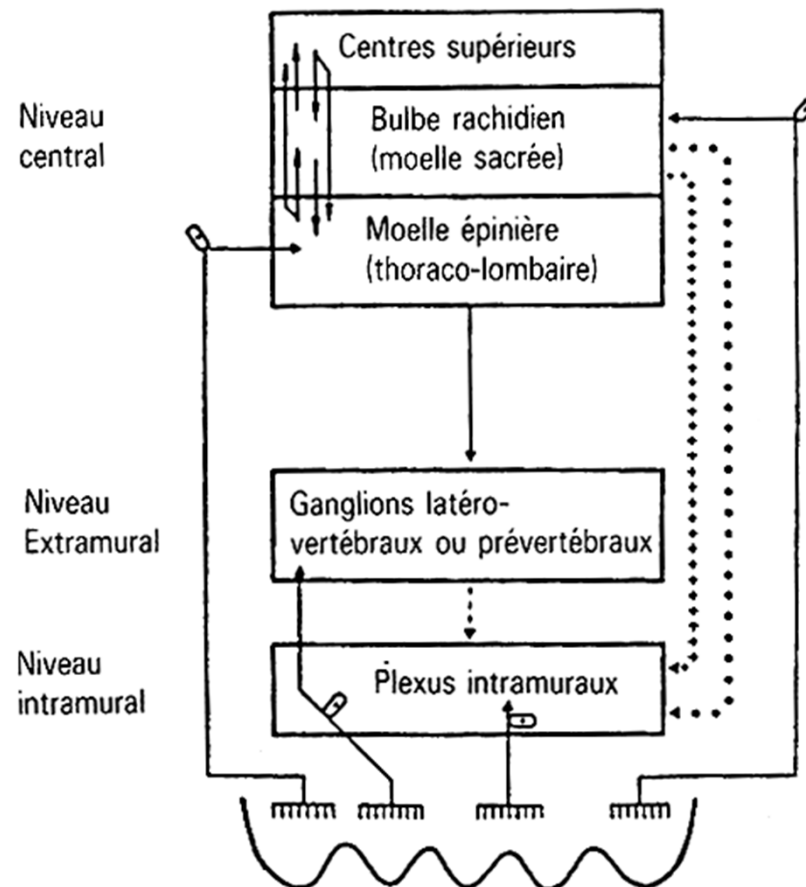 Centres supérieurs
Niveau
central
Bulbe rachidien
(moelle sacrée)
Moelle épinière
(thoraco-lombaire)
Niveau
Extramural
Ganglions latéro-
vertébraux ou prévertébraux
Niveau
intramural
Plexus intramuraux